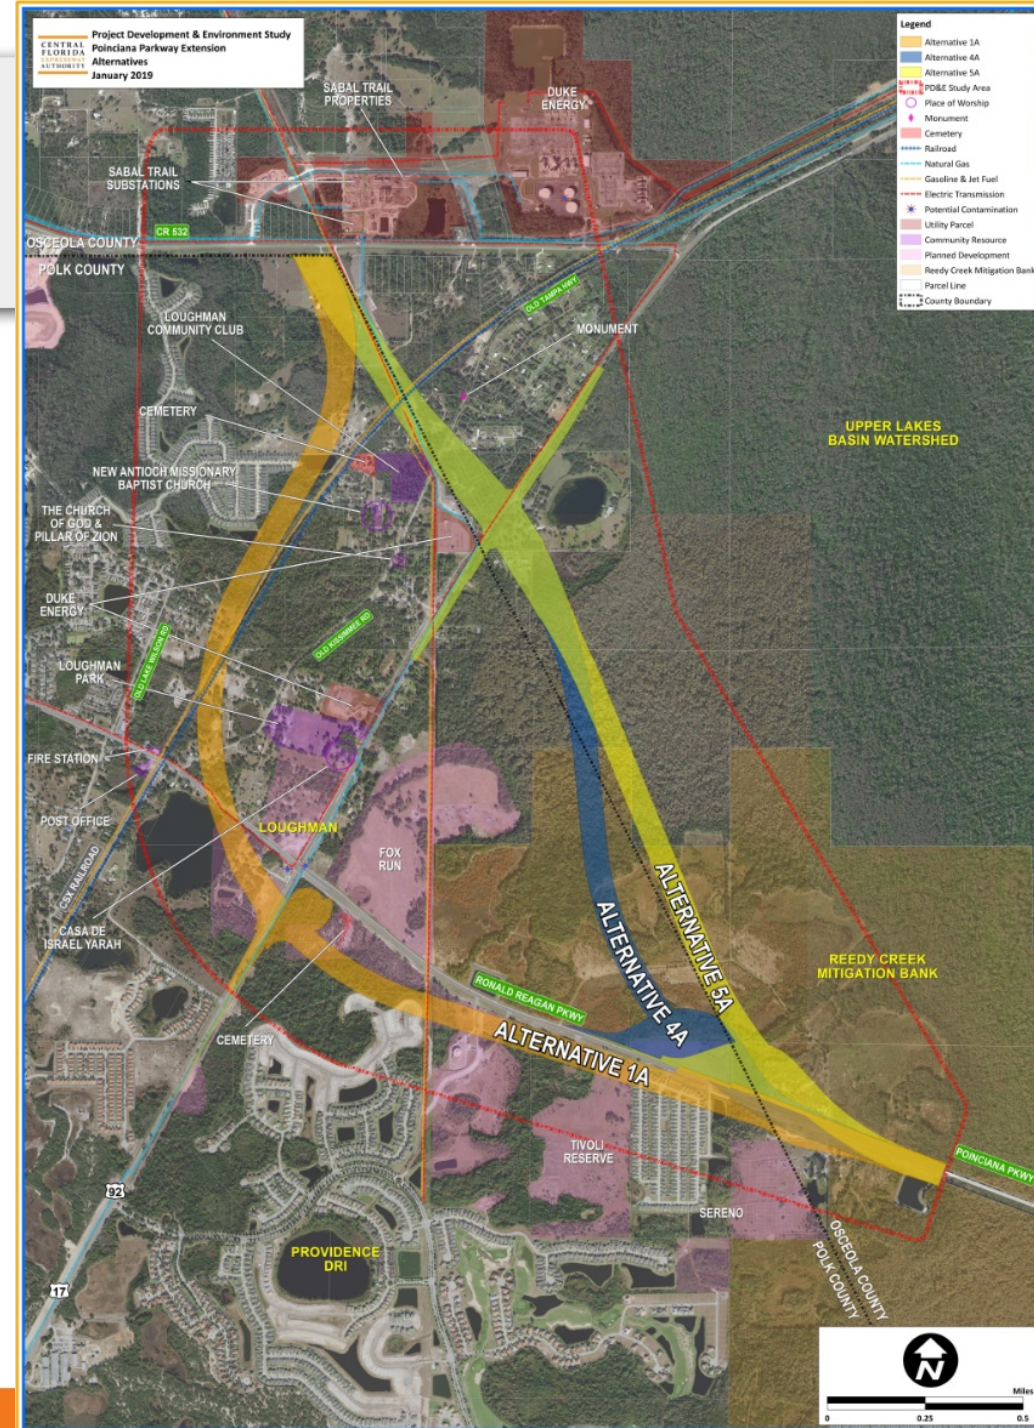 CENTRAL
FLORIDA
EXPRESSWAY
AUTHORITY
Project Development & Environment Study
Poinciana Parkway Extension
Alternatives
January 2019
Legend
Alternative 1A
Alternative 4A
Alternative 5A
PD&E Study Area
Place of Worship
Monument
Cemetery
Railroad
Natural Gas
Gasoline & Jet Fuel
Electric Transmission
Potential Contamination
Utility Parcel
Community Resource
Planned Development
Reedy Creek Mitigation Bank
Parcel Line
County Boundary
SABAL TRAIL
PROPERTIES
DUKE
ENERGY
SABAL TRAIL
SUBSTATIONS
CR 532
OSCEOLA COUNTY
POLK COUNTY
OLD TAMPA HWY
LOUGHMAN
COMMUNITY CLUB
MONUMENT
CEMETERY
UPPER LAKES
BASIN WATERSHED
NEW ANTIOCH MISSIONARY
BAPTIST CHURCH
THE CHURCH
OF GOD &
PILLAR OF ZION
DUKE
ENERGY
OLD KISSIMMEE RD
OLD LAKE WILSON RD
LOUGHMAN
PARK
FIRE STATION
POST OFFICE
LOUGHMAN
FOX
RUN
CSX RAILROAD
CASA DE
ISRAEL YARAH
ALTERNATIVE 5A
ALTERNATIVE 4A
REEDY CREEK
MITIGATION BANK
RONALD REAGAN PKWY
CEMETERY
ALTERNATIVE 1A
TIVOLI
RESERVE
POINCIANA PKWY
92
SERENO
OSCEOLA COUNTY
POLK COUNTY
PROVIDENCE
DRI
17
N
Miles
0
0.25
0.5